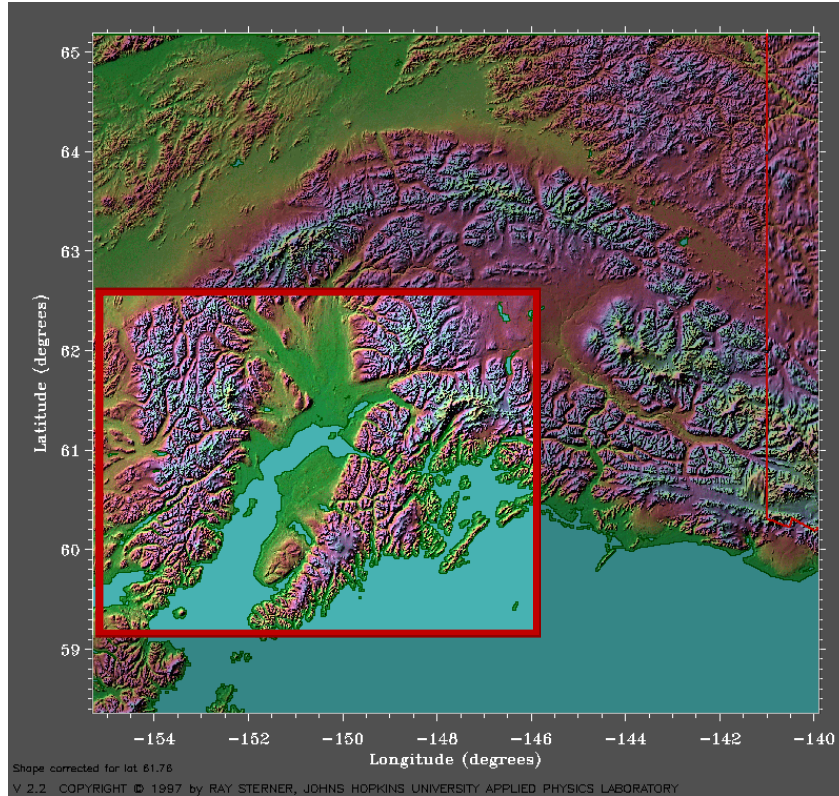 65
64
63
62
61
60
59
Latitude (degrees)
-154 -152 -150 -148 -146 -144 -142 -140
Longitude (degrees)
Shape corrected for lat 61.76
V 2.2 COPYRIGHT © 1997 by RAY STERNER, JOHNS HOPKINS UNIVERSITY APPLIED PHYSICS LABORATORY